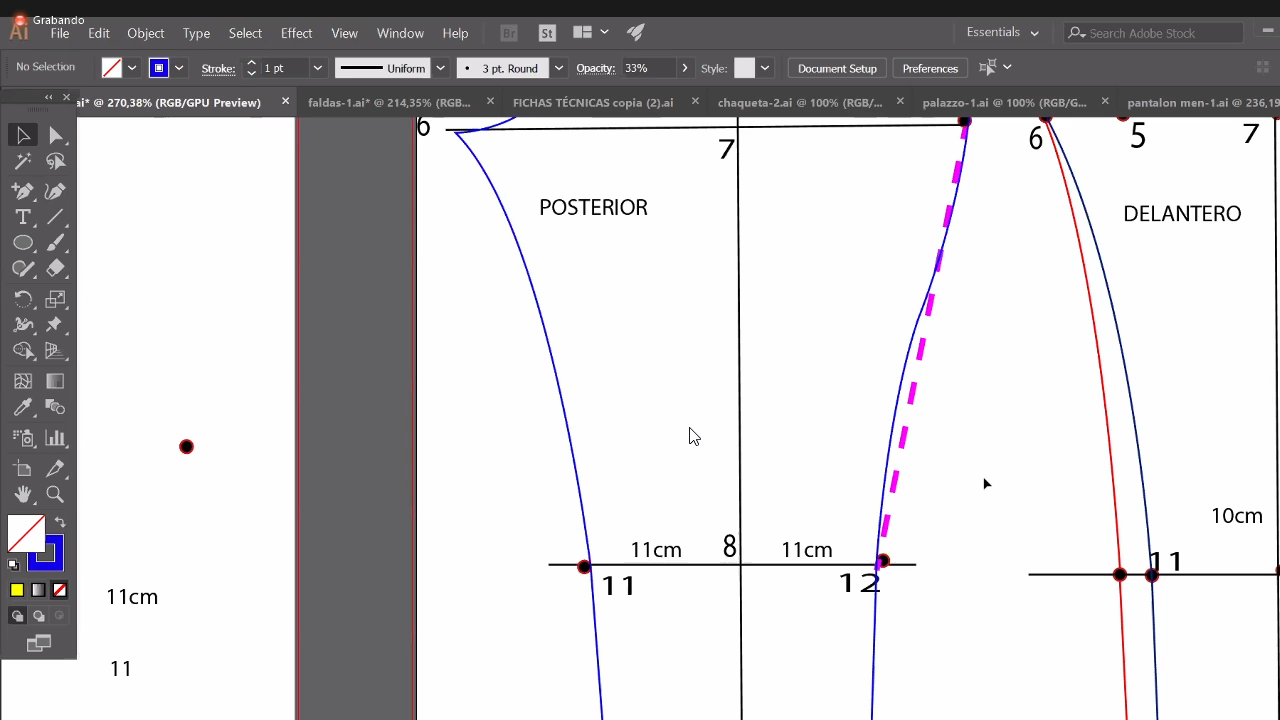 Grabando
Ai File Edit Object Type Select Effect View Window Help Br St Essentials Search Adobe Stock
No Selection Stroke: 1 pt Uniform 3 pt. Round Opacity: 33% Style: Document Setup Preferences
ai* @ 270,38% (RGB/GPU Preview) faldas-1.ai* @ 214,35% (RGB... FICHAS TÉCNICAS copia (2).ai chaqueta-2.ai @ 100% (RGB/... palazzo-1.ai @ 100% (RGB/G... pantalon men-1.ai @ 236,19
6 7 6 5 7
POSTERIOR DELANTERO
10cm
11cm 8 11cm
11 12 11
11cm
11